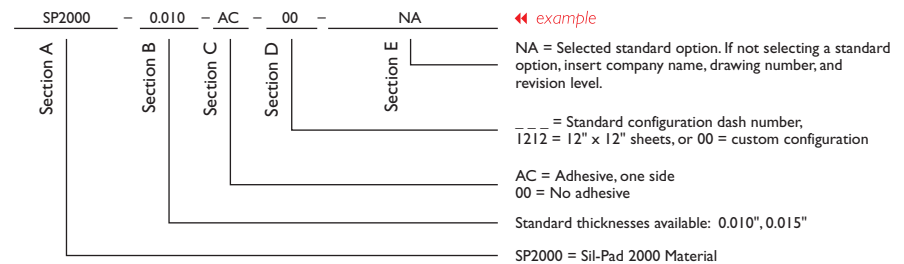 SP2000 – 0.010 – AC – 00 – NA
example
Section A
Section B
Section C
Section D
Section E
NA = Selected standard option. If not selecting a standard
option, insert company name, drawing number, and
revision level.
_ _ _ = Standard configuration dash number,
1212 = 12" x 12" sheets, or 00 = custom configuration
AC = Adhesive, one side
00 = No adhesive
Standard thicknesses available: 0.010", 0.015"
SP2000 = Sil-Pad 2000 Material